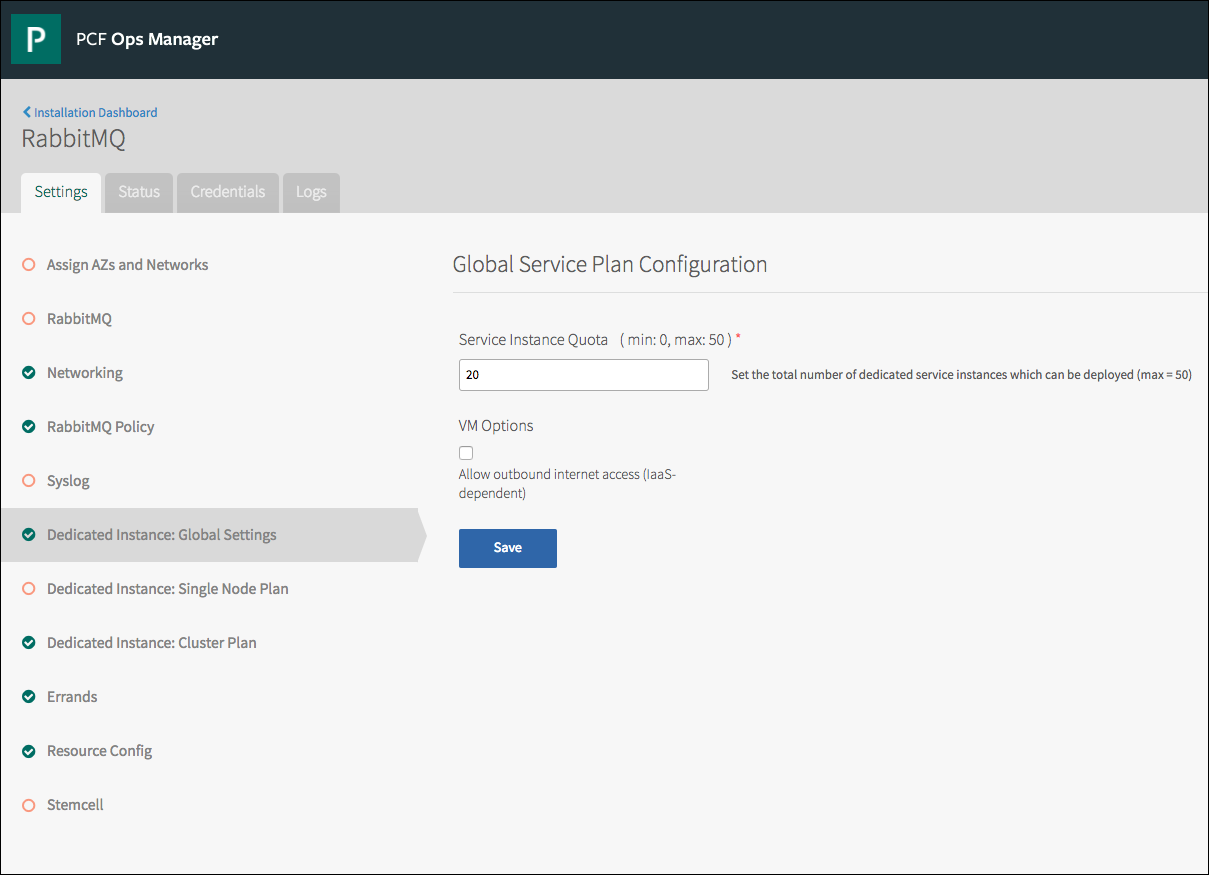 P
PCF Ops Manager
Installation Dashboard
RabbitMQ
Settings
Status
Credentials
Logs
Assign AZs and Networks
RabbitMQ
Networking
RabbitMQ Policy
Syslog
Dedicated Instance: Global Settings
Dedicated Instance: Single Node Plan
Dedicated Instance: Cluster Plan
Errands
Resource Config
Stemcell
Global Service Plan Configuration
Service Instance Quota ( min: 0, max: 50 ) *
20
Set the total number of dedicated service instances which can be deployed (max = 50)
VM Options
Allow outbound internet access (IaaS-
dependent)
Save